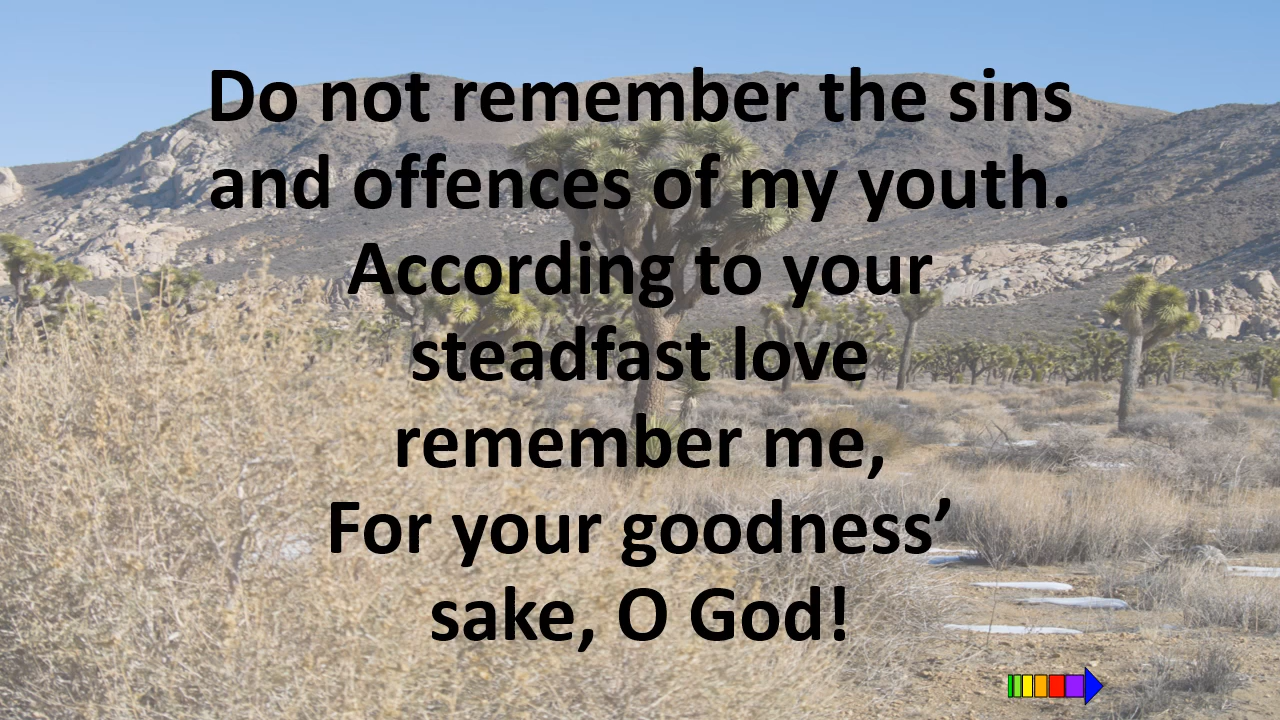 Do not remember the sins
and offences of my youth.
According to your
steadfast love
remember me,
For your goodness’
sake, O God!